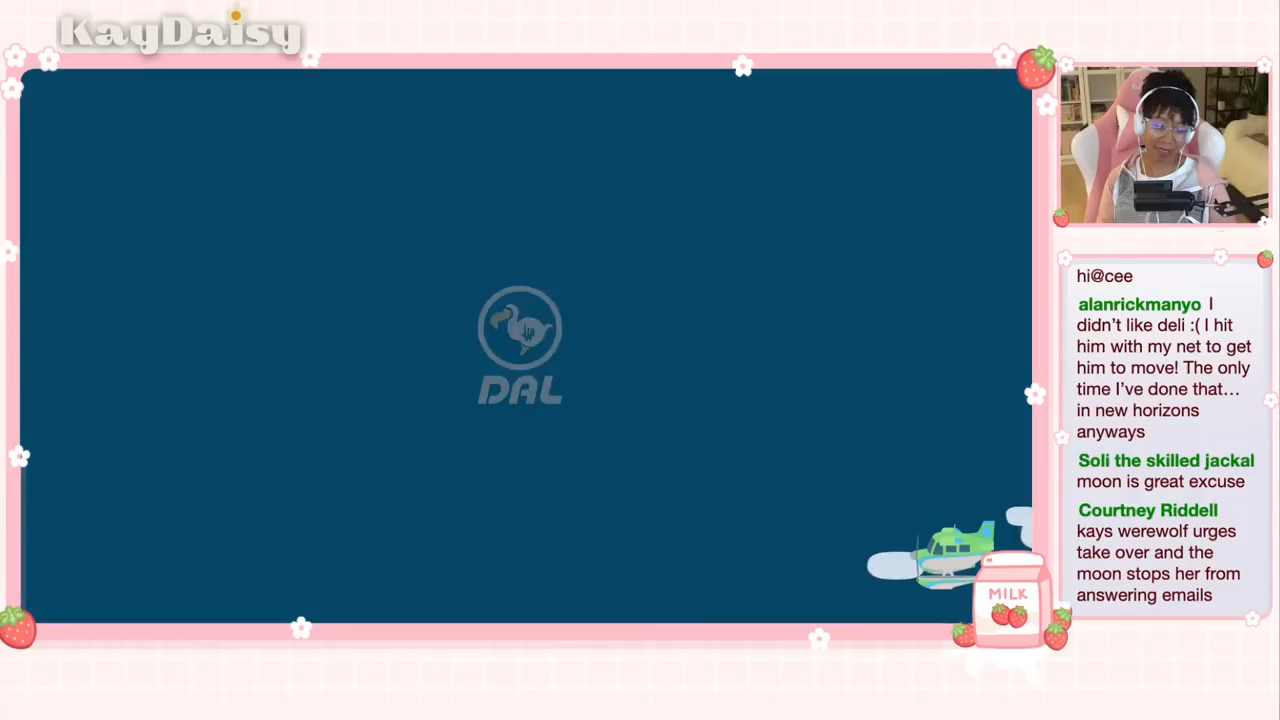 KayDaisy
DAL
MILK
hi@cee
alanrickmanyo I
didn’t like deli :( I hit
him with my net to get
him to move! The only
time I’ve done that…
in new horizons
anyways
Soli the skilled jackal
moon is great excuse
Courtney Riddell
kays werewolf urges
take over and the
moon stops her from
answering emails